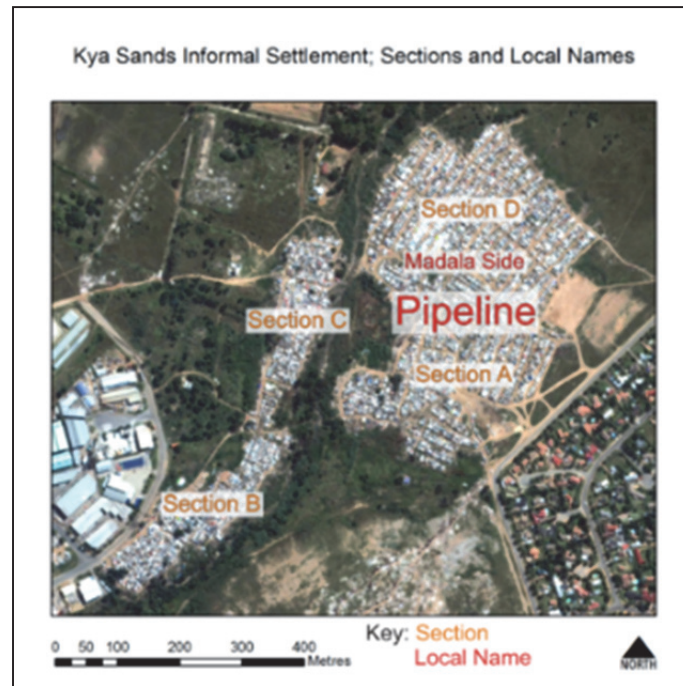 Kya Sands Informal Settlement; Sections and Local Names
Section D
Madala Side
Pipeline
Section C
Section A
Section B
0 50 100 200 300 400
Metres
Key: Section
Local Name
NORTH